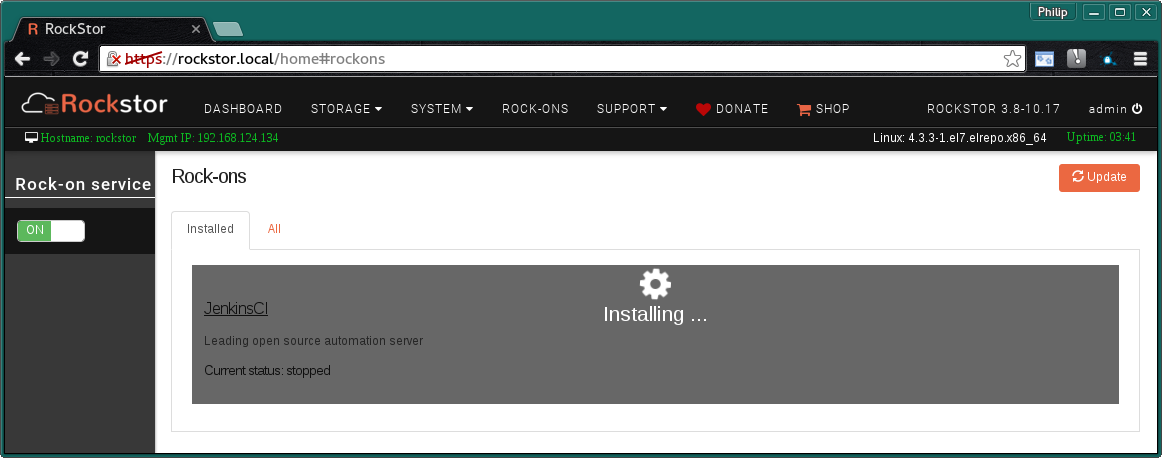 Philip
RockStor
https://rockstor.local/home#rockons
Rockstor DASHBOARD STORAGE SYSTEM ROCK-ONS SUPPORT DONATE SHOP ROCKSTOR 3.8-10.17 admin
Hostname: rockstor Mgmt IP: 192.168.124.134 Linux: 4.3.3-1.el7.elrepo.x86_64 Uptime: 03:41
Rock-on service
ON
Rock-ons
Update
Installed All
Installing ...
JenkinsCI
Leading open source automation server
Current status: stopped